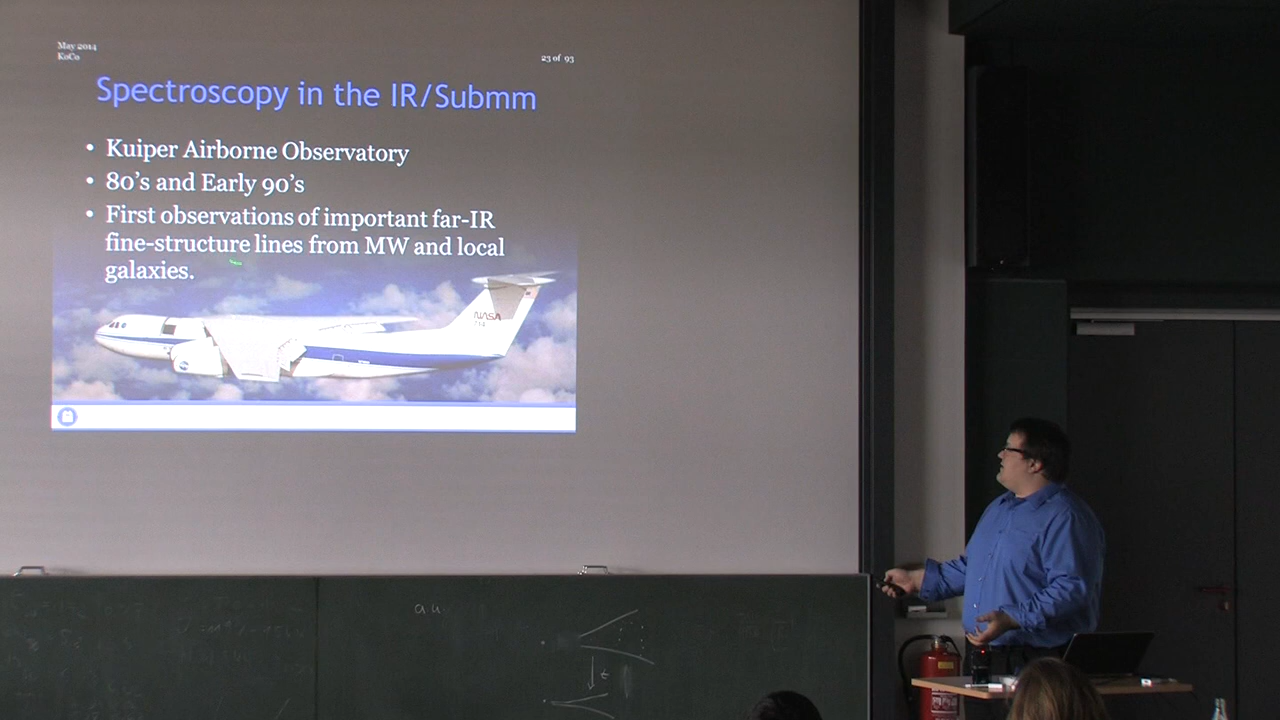 May 2014
KoCo
23 of 93
Spectroscopy in the IR/Submm
• Kuiper Airborne Observatory
• 80's and Early 90's
• First observations of important far-IR
fine-structure lines from MW and local
galaxies.
NASA
714
a.u.
t